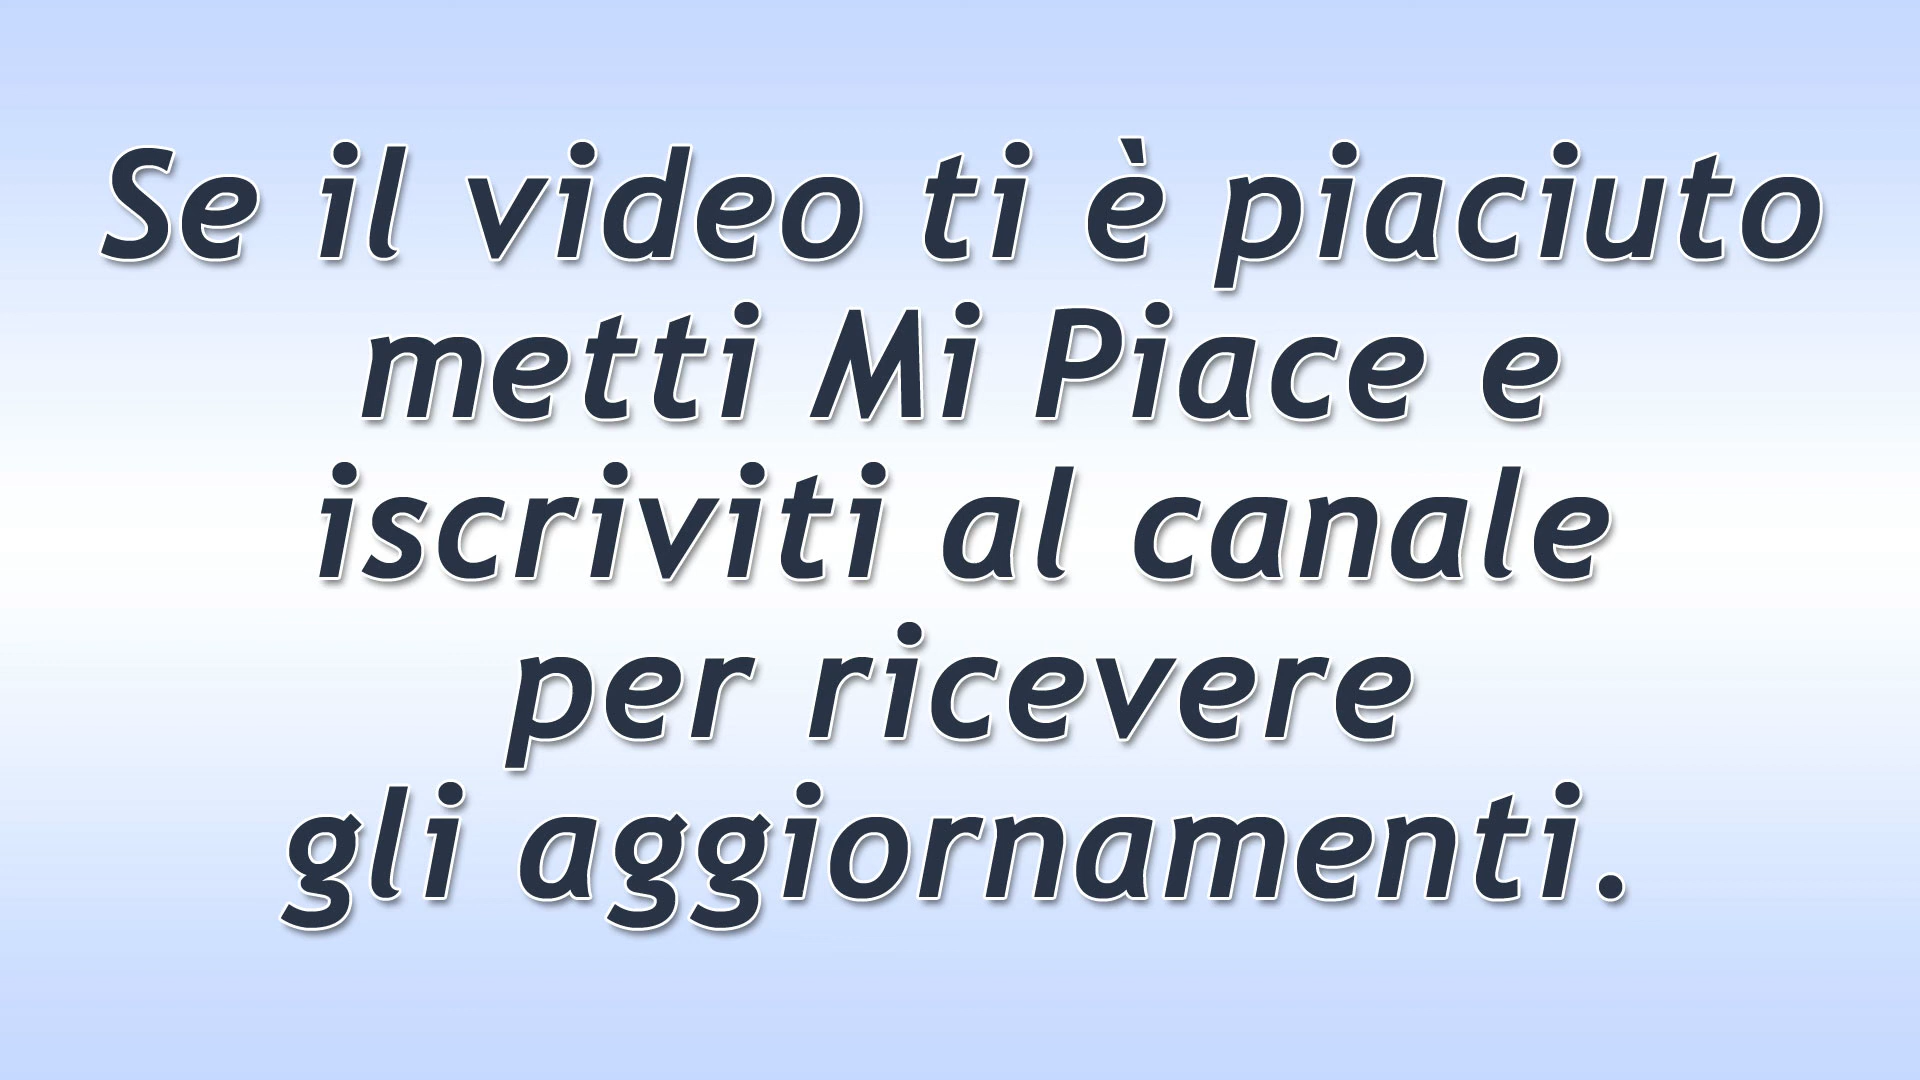 Se il video ti è piaciuto
metti Mi Piace e
iscriviti al canale
per ricevere
gli aggiornamenti.